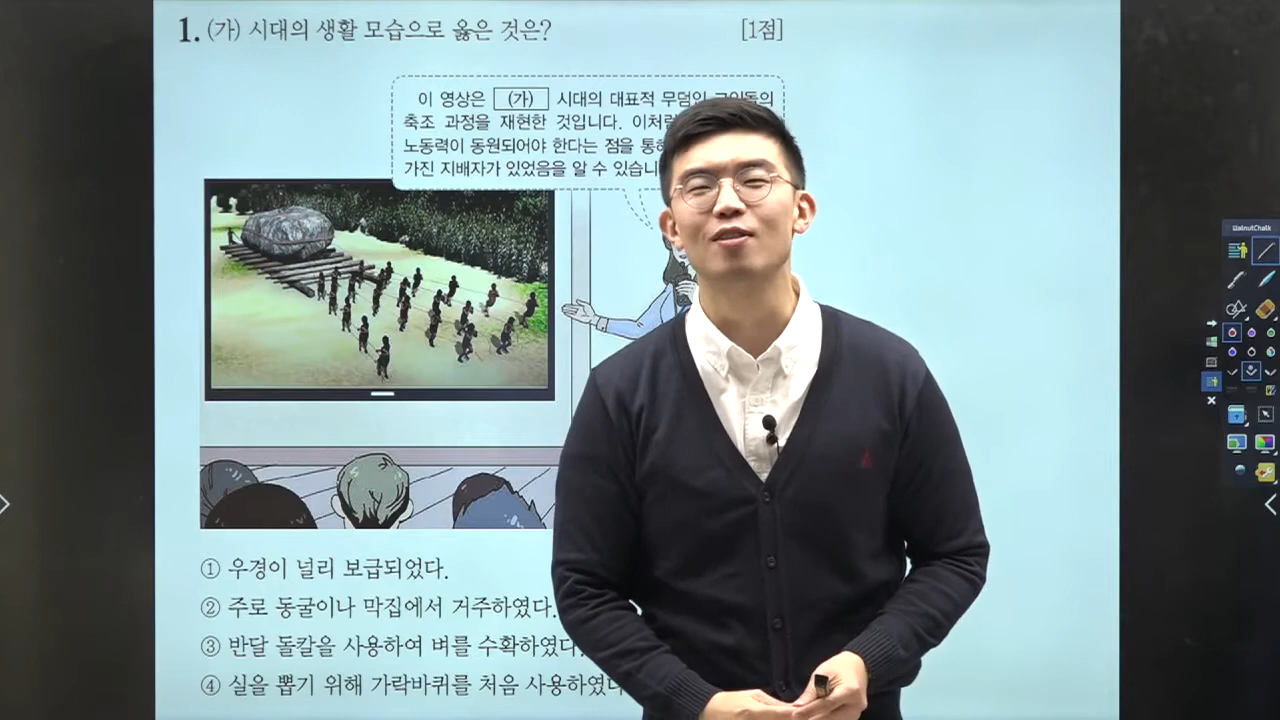 1. (가) 시대의 생활 모습으로 옳은 것은? [1점]
이 영상은 (가) 시대의 대표적 무덤인 고인돌의
축조 과정을 재현한 것입니다. 이처럼
노동력이 동원되어야 한다는 점을 통해
가진 지배자가 있었음을 알 수 있습니
WalnutChalk
① 우경이 널리 보급되었다.
② 주로 동굴이나 막집에서 거주하였다.
③ 반달 돌칼을 사용하여 벼를 수확하였다.
④ 실을 뽑기 위해 가락바퀴를 처음 사용하였다